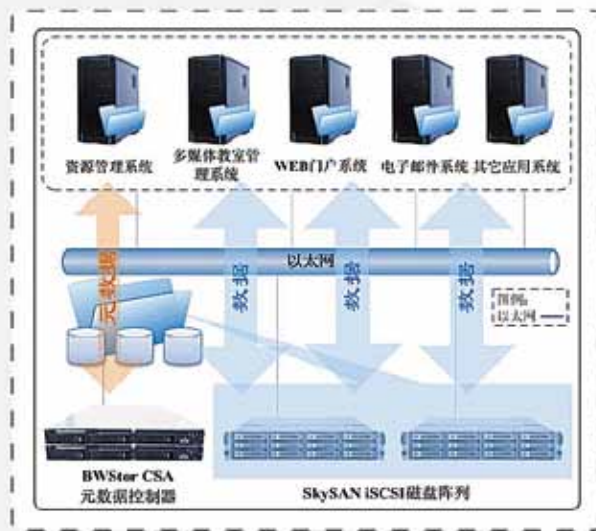 资源管理系统
多媒体教室管
理系统
WEB门户系统
电子邮件系统
其它应用系统
以太网
元数据
数据
数据
数据
图例:
以太网
BWStor CSA
元数据控制器
SkySAN iSCSI磁盘阵列